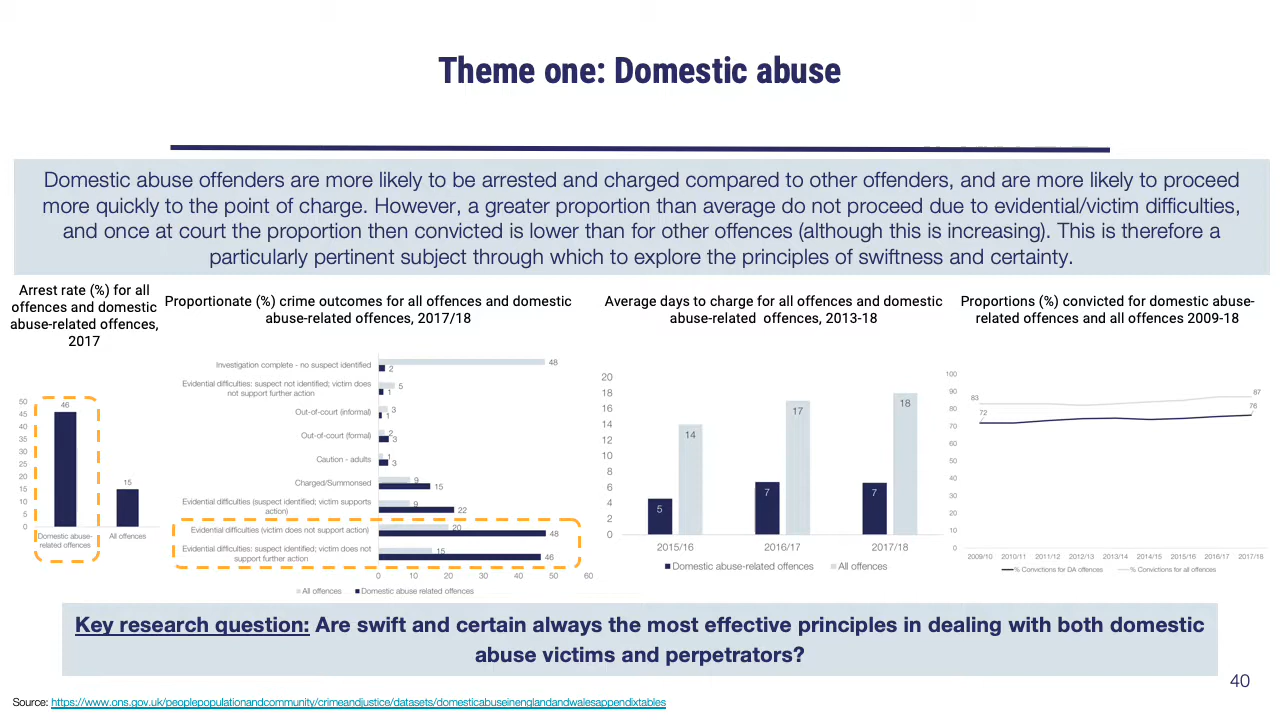 Theme one: Domestic abuse
Domestic abuse offenders are more likely to be arrested and charged compared to other offenders, and are more likely to proceed
more quickly to the point of charge. However, a greater proportion than average do not proceed due to evidential/victim difficulties,
and once at court the proportion then convicted is lower than for other offences (although this is increasing). This is therefore a
particularly pertinent subject through which to explore the principles of swiftness and certainty.
Arrest rate (%) for all
offences and domestic
abuse-related offences,
2017
50
45
40
35
30
25
20
15
10
5
0
46
15
Domestic abuse-
related offences
All offences
Proportionate (%) crime outcomes for all offences and domestic
abuse-related offences, 2017/18
Investigation complete - no suspect identified
48
2
Evidential difficulties: suspect not identified; victim does
not support further action
5
1
Out-of-court (informal)
3
1
Out-of-court (formal)
2
3
Caution - adults
1
3
Charged/Summonsed
9
15
Evidential difficulties (suspect identified; victim supports
action)
9
22
Evidential difficulties (victim does not support action)
20
48
Evidential difficulties: suspect identified; victim does not
support further action
15
46
0 10 20 30 40 50 60
All offences Domestic abuse related offences
Average days to charge for all offences and domestic
abuse-related offences, 2013-18
20
18
16
14
12
10
8
6
4
2
0
5
14
7
17
7
18
2015/16 2016/17 2017/18
Domestic abuse-related offences All offences
Proportions (%) convicted for domestic abuse-
related offences and all offences 2009-18
100
90
80
70
60
50
40
30
20
10
0
83
72
87
76
2009/10 2010/11 2011/12 2012/13 2013/14 2014/15 2015/16 2016/17 2017/18
% Convictions for DA offences % Convictions for all offences
Key research question: Are swift and certain always the most effective principles in dealing with both domestic
abuse victims and perpetrators?
40
Source: https://www.ons.gov.uk/peoplepopulationandcommunity/crimeandjustice/datasets/domesticabuseinenglandandwalesappendixtables